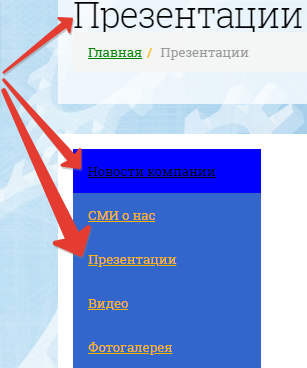 Презентации
Главная / Презентации
Новости компании
СМИ о нас
Презентации
Видео
Фотогалерея